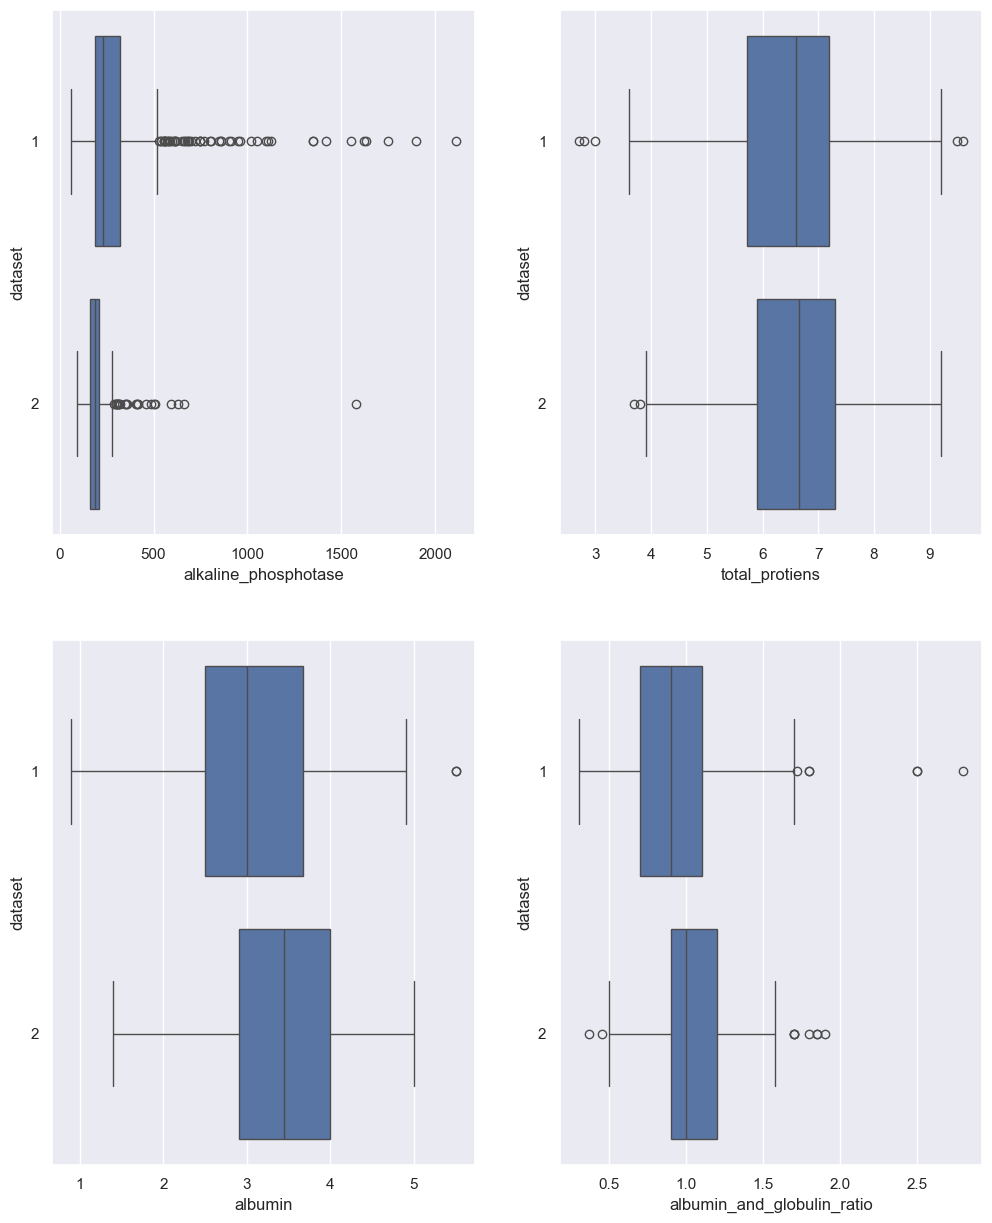 dataset
1
2
0 500 1000 1500 2000
alkaline_phosphotase
dataset
1
2
3 4 5 6 7 8 9
total_protiens
dataset
1
2
1 2 3 4 5
albumin
dataset
1
2
0.5 1.0 1.5 2.0 2.5
albumin_and_globulin_ratio